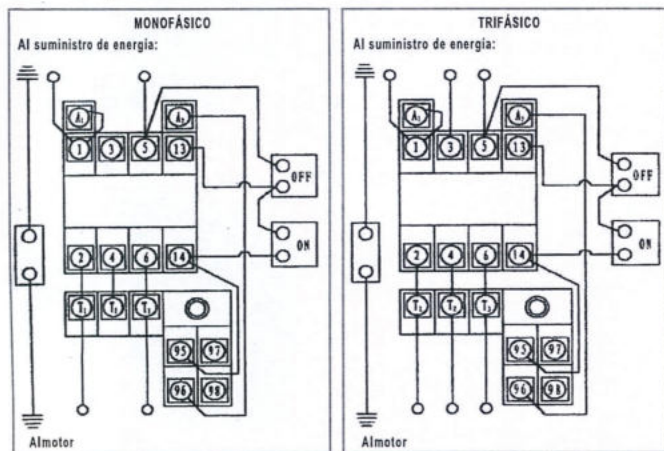 MONOFÁSICO
Al suministro de energia:
A₁ A₂
1 3 5 13
OFF
ON
2 4 6 14
T₁ T₂ T₃
95 97
96 98
Almotor
TRIFÁSICO
Al suministro de energia:
A₁ A₂
1 3 5 13
OFF
ON
2 4 6 14
T₁ T₂ T₃
95 97
96 98
Almotor